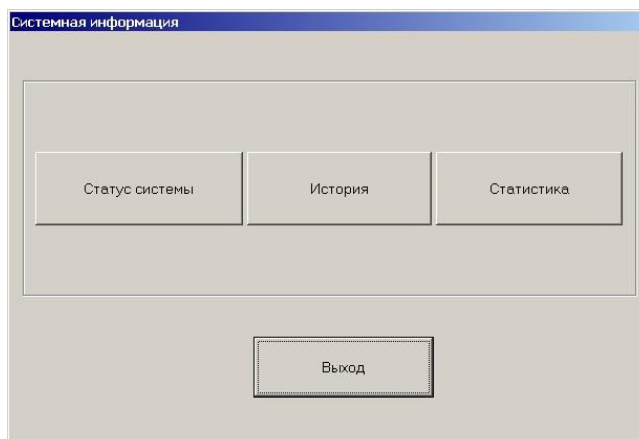 Системная информация
Статус системы
История
Статистика
Выход